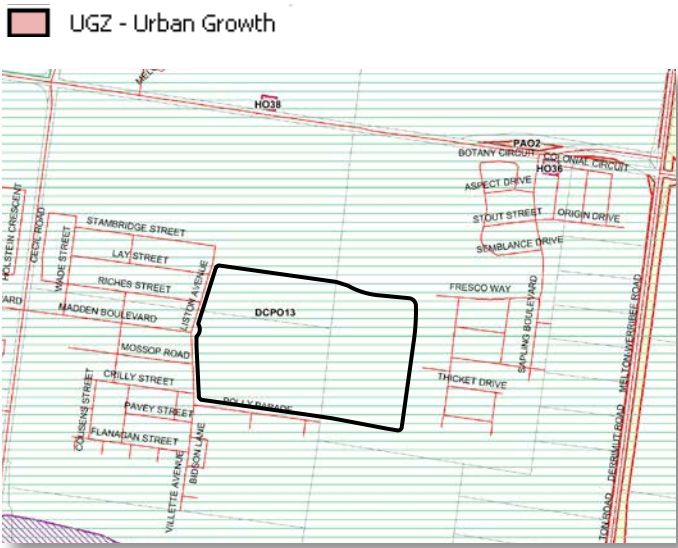 UGZ - Urban Growth
HO38
PAO2
BOTANY CIRCUIT
COLONIAL CIRCUIT
HO36
ASPECT DRIVE
STOUT STREET
ORIGIN DRIVE
SEMBLANCE DRIVE
HOLSTEIN CRESCENT
CECIL ROAD
WADE STREET
STAMBRIDGE STREET
LAY STREET
RICHES STREET
LISTON AVENUE
MADDEN BOULEVARD
DCPO13
FRESCO WAY
SAPLING BOULEVARD
MELTON WERRIBEE ROAD
MOSSOP ROAD
CRILLY STREET
THICKET DRIVE
COUSENS STREET
PAVEY STREET
FLANAGAN STREET
BIDSON LANE
VILLETTE AVENUE
DERRIMUT ROAD
TON ROAD
ARD